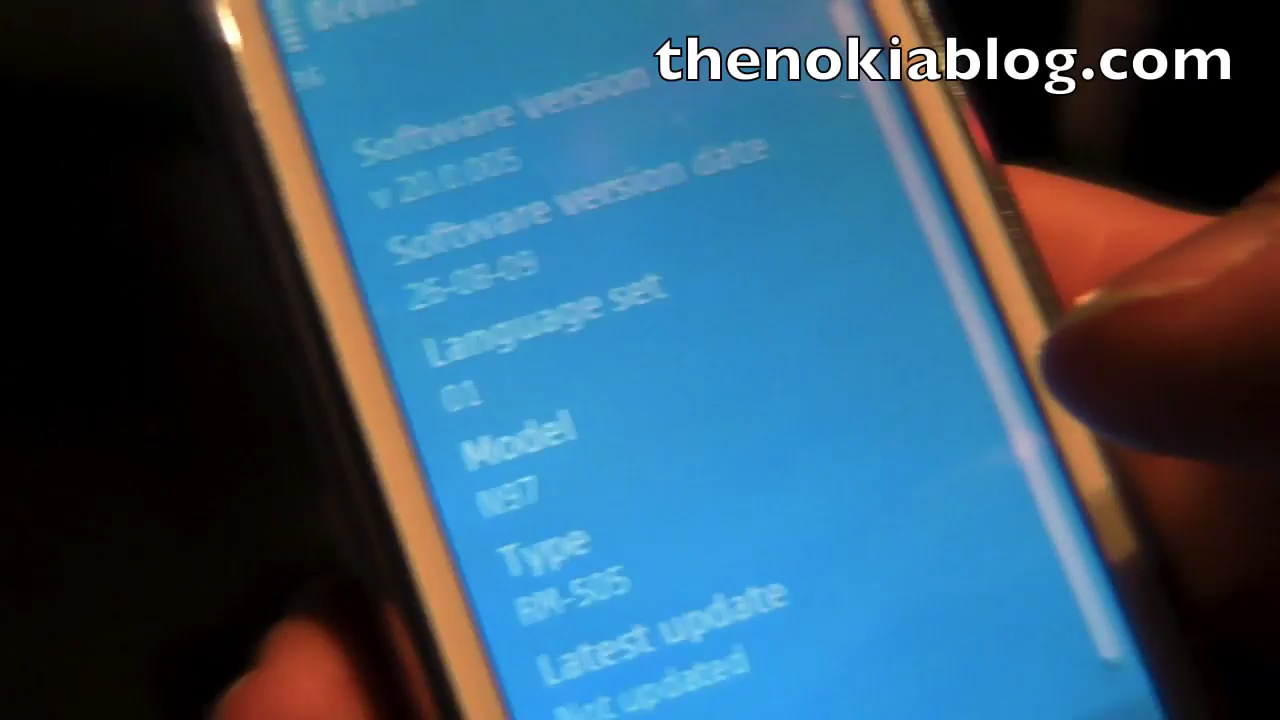 thenokiablog.com
Software version
v 20.0.005
Software version date
Language set
01
Model
N97
Type
RM-505
Latest update
Not updated